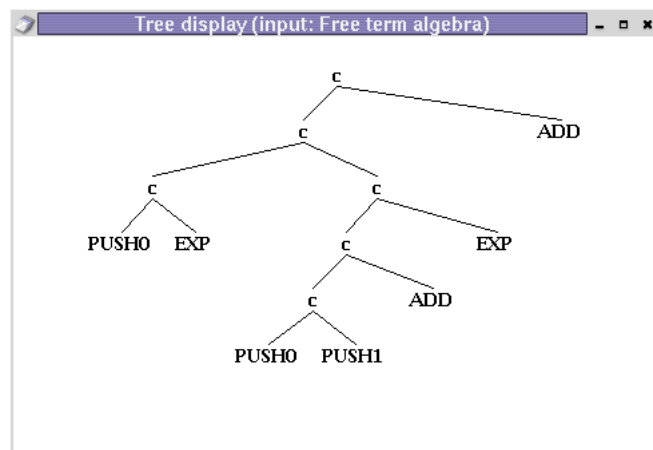 Tree display (input: Free term algebra)
c
c ADD
c c
PUSH0 EXP c EXP
c ADD
PUSH0 PUSH1